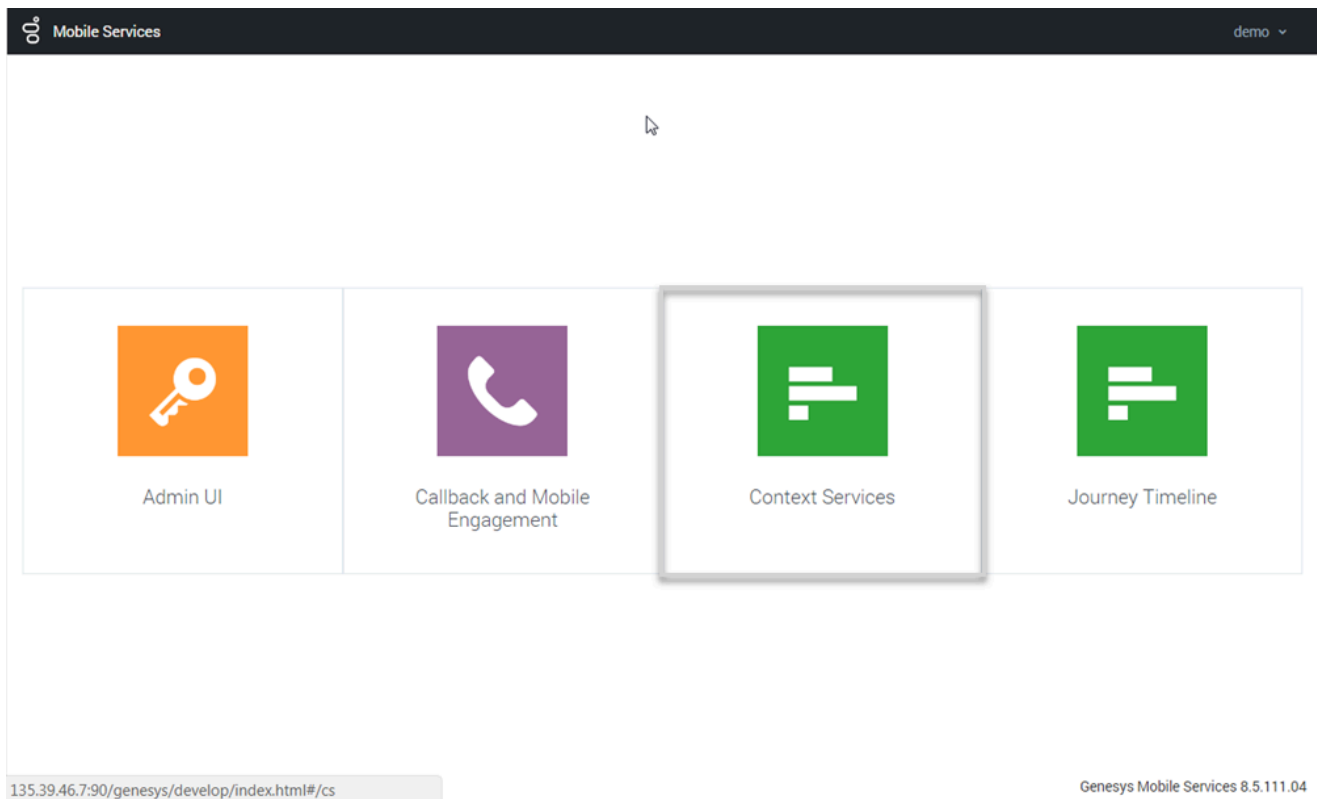 Mobile Services
demo
Admin UI
Callback and Mobile
Engagement
Context Services
Journey Timeline
135.39.46.7:90/genesys/develop/index.html#/cs
Genesys Mobile Services 8.5.111.04